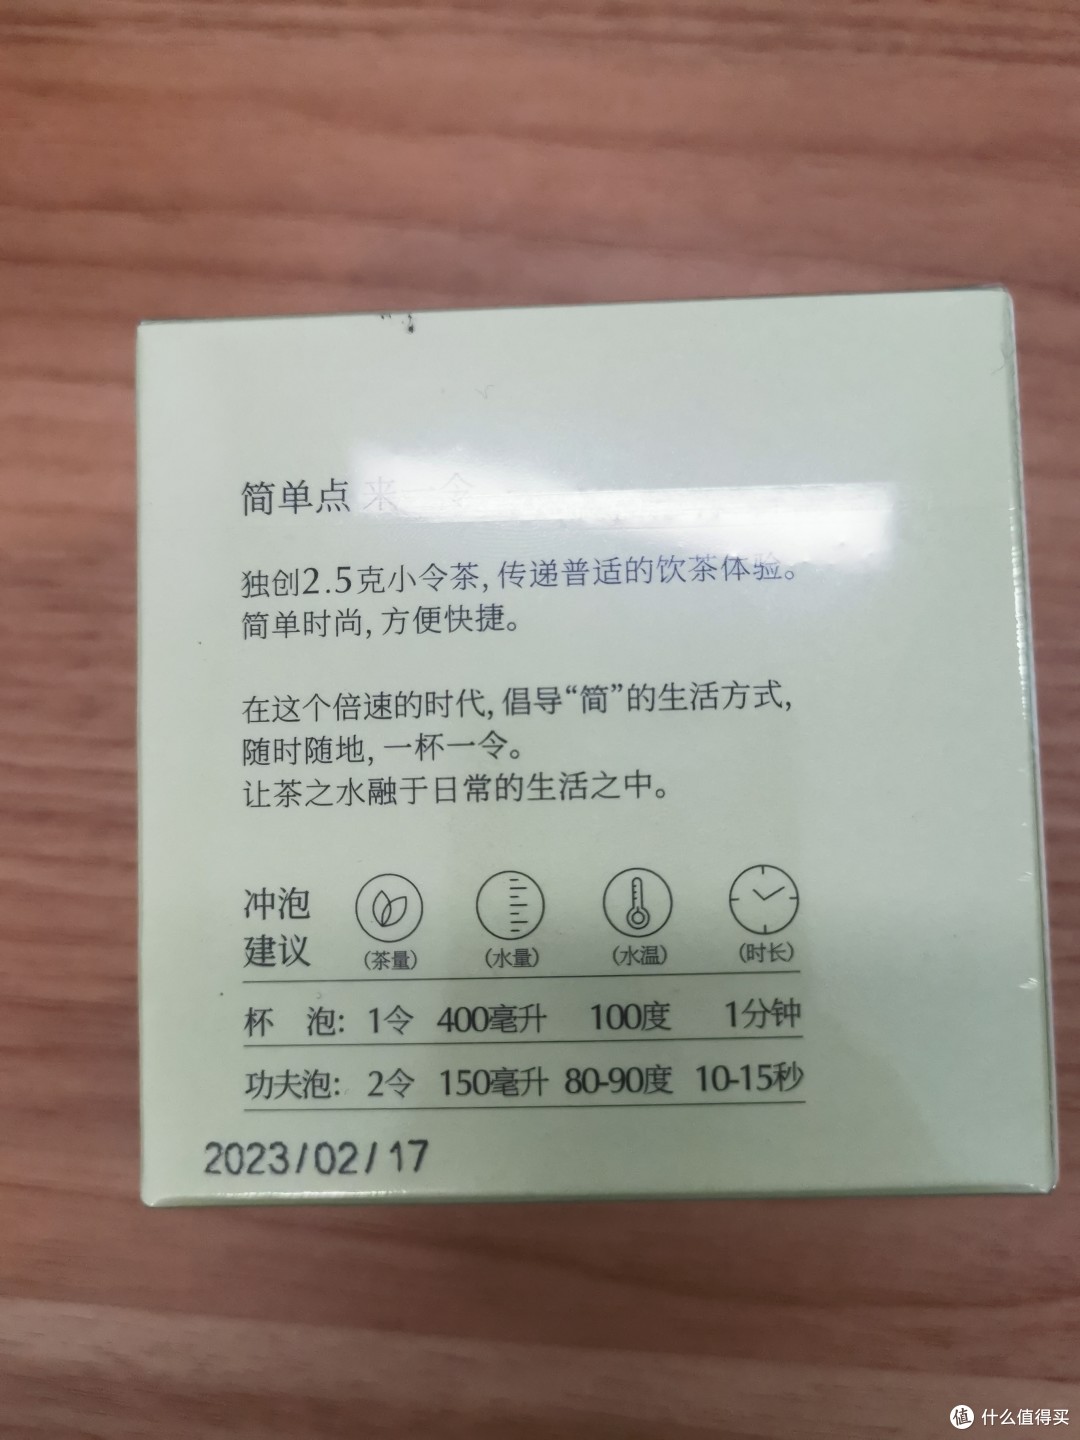 简单点 来一令
独创2.5克小令茶, 传递普适的饮茶体验。
简单时尚, 方便快捷。
在这个倍速的时代, 倡导“简”的生活方式,
随时随地, 一杯一令。
让茶之水融于日常的生活之中。
冲泡建议 (茶量) (水量) (水温) (时长)
杯 泡: 1令 400毫升 100度 1分钟
功夫泡: 2令 150毫升 80-90度 10-15秒
2023/02/17
值 什么值得买